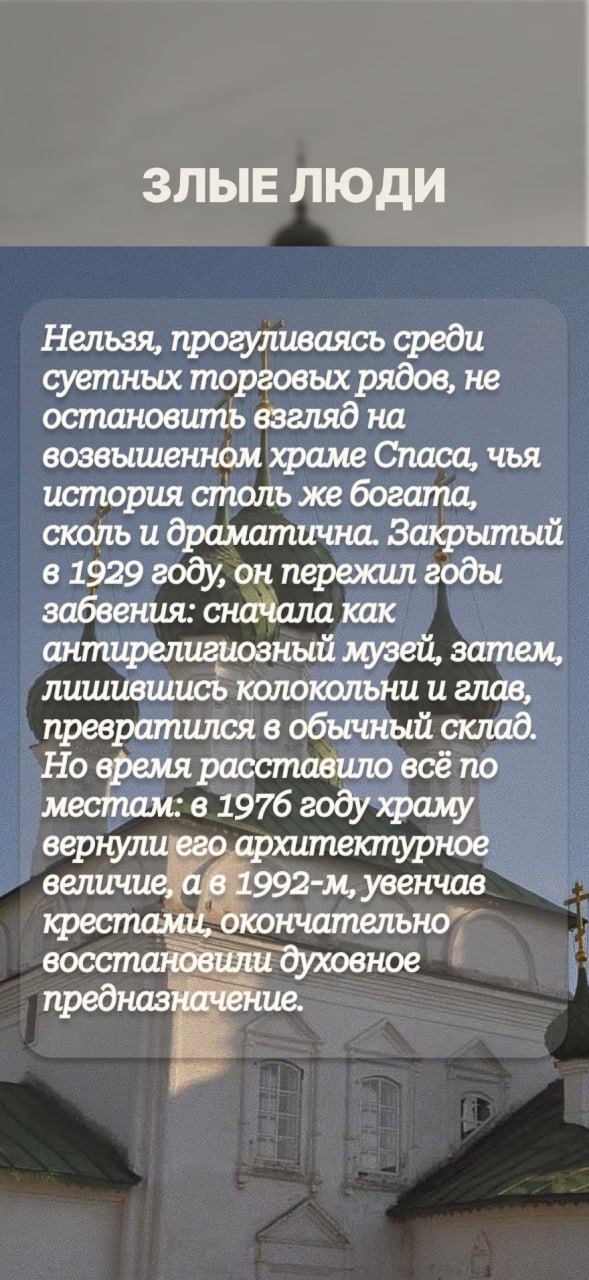 ЗЛЫЕ ЛЮДИ
Нельзя, прогуливаясь среди
суетных торговых рядов, не
остановить взгляд на
возвышенном храме Спаса, чья
история столь же богата,
сколь и драматична. Закрытый
в 1929 году, он пережил годы
забвения: сначала как
антирелигиозный музей, затем,
лишившись колокольни и глав,
превратился в обычный склад.
Но время расставило всё по
местам: в 1976 году храму
вернули его архитектурное
величие, а в 1992-м, увенчав
крестами, окончательно
восстановили духовное
предназначение.